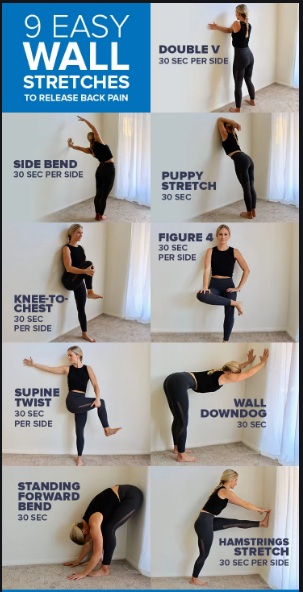 9 EASY
WALL
STRETCHES
TO RELEASE BACK PAIN
DOUBLE V
30 SEC PER SIDE
SIDE BEND
30 SEC PER SIDE
PUPPY
STRETCH
30 SEC
KNEE-TO-
CHEST
30 SEC
PER SIDE
FIGURE 4
30 SEC
PER SIDE
SUPINE
TWIST
30 SEC
PER SIDE
WALL
DOWNDOG
30 SEC
STANDING
FORWARD
BEND
30 SEC
HAMSTRINGS
STRETCH
30 SEC PER SIDE